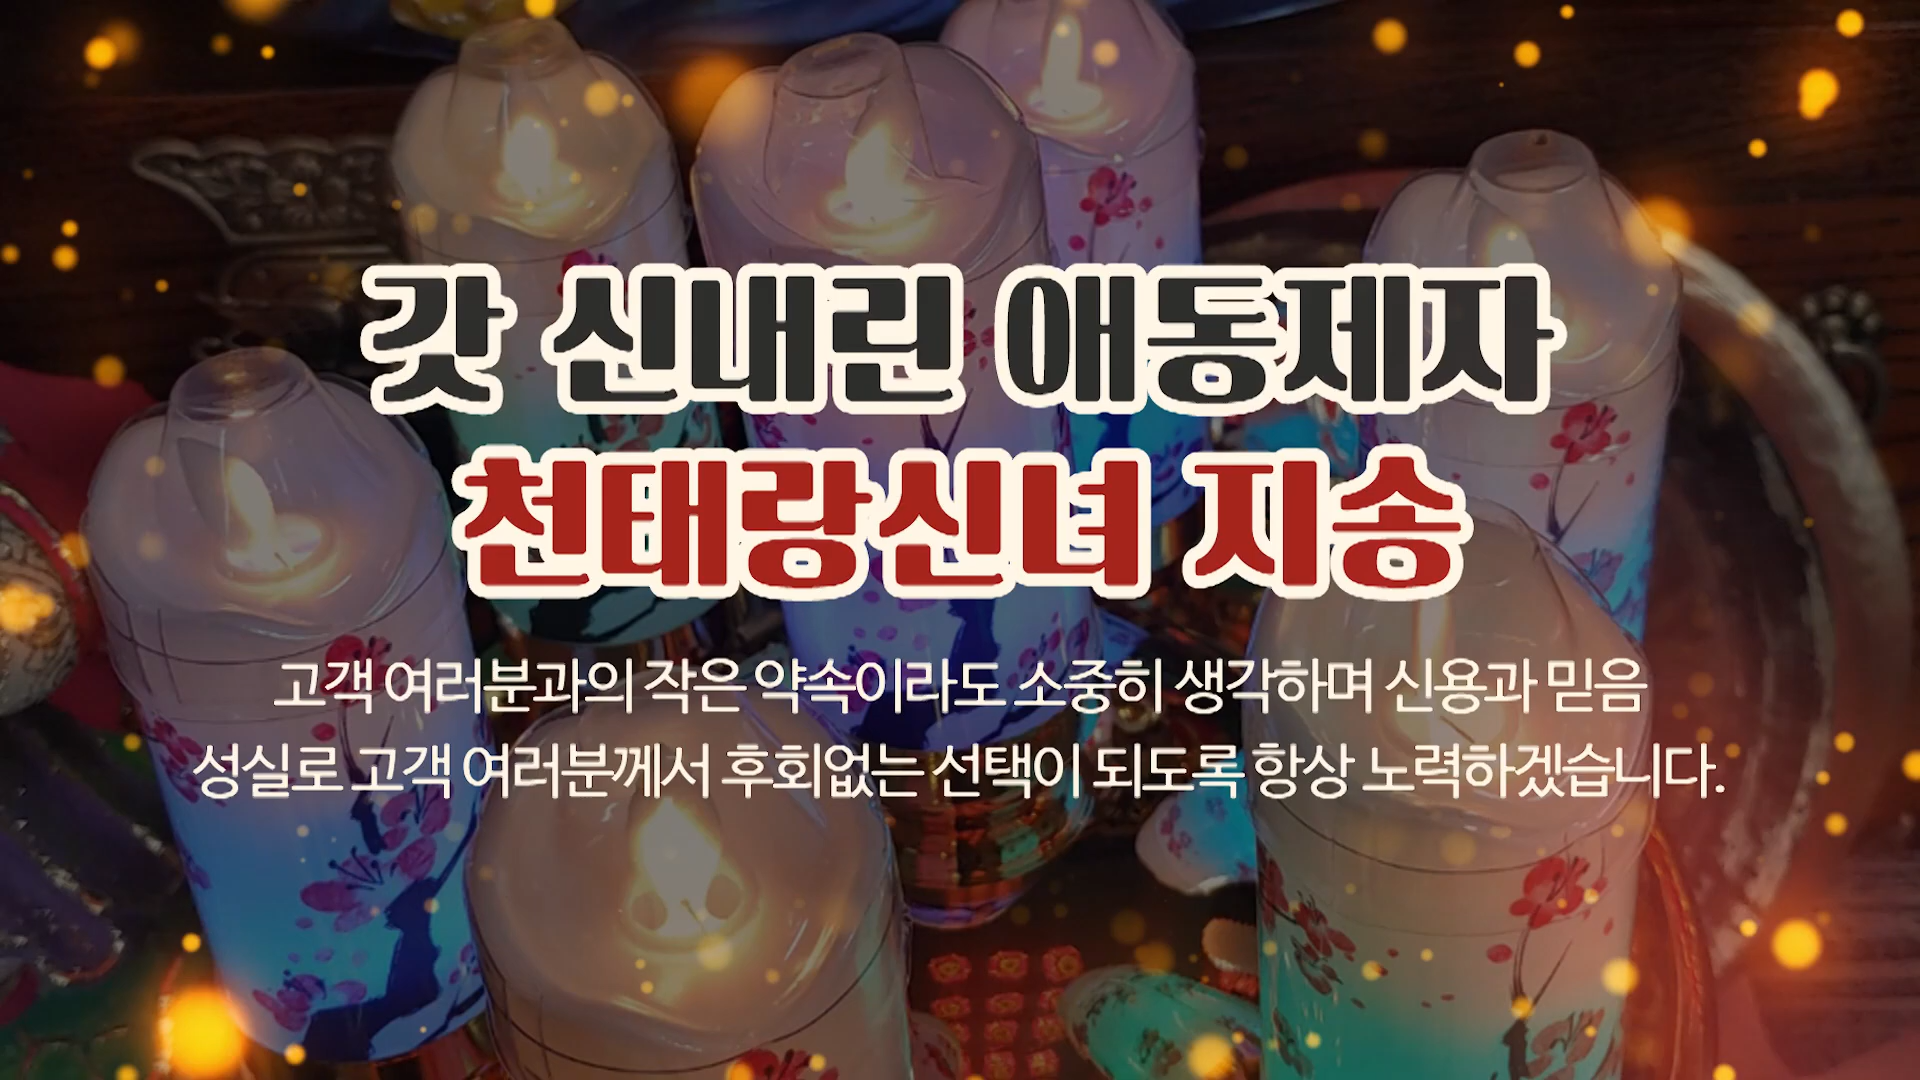 갓 신내린 애동제자
천태랑신녀 지송
고객 여러분과의 작은 약속이라도 소중히 생각하며 신용과 믿음
성실로 고객 여러분께서 후회없는 선택이 되도록 항상 노력하겠습니다.